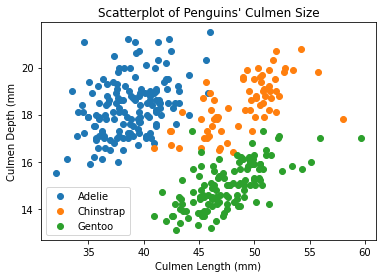 Scatterplot of Penguins' Culmen Size
Culmen Depth (mm
20
18
16
14
Adelie
Chinstrap
Gentoo
35 40 45 50 55 60
Culmen Length (mm)